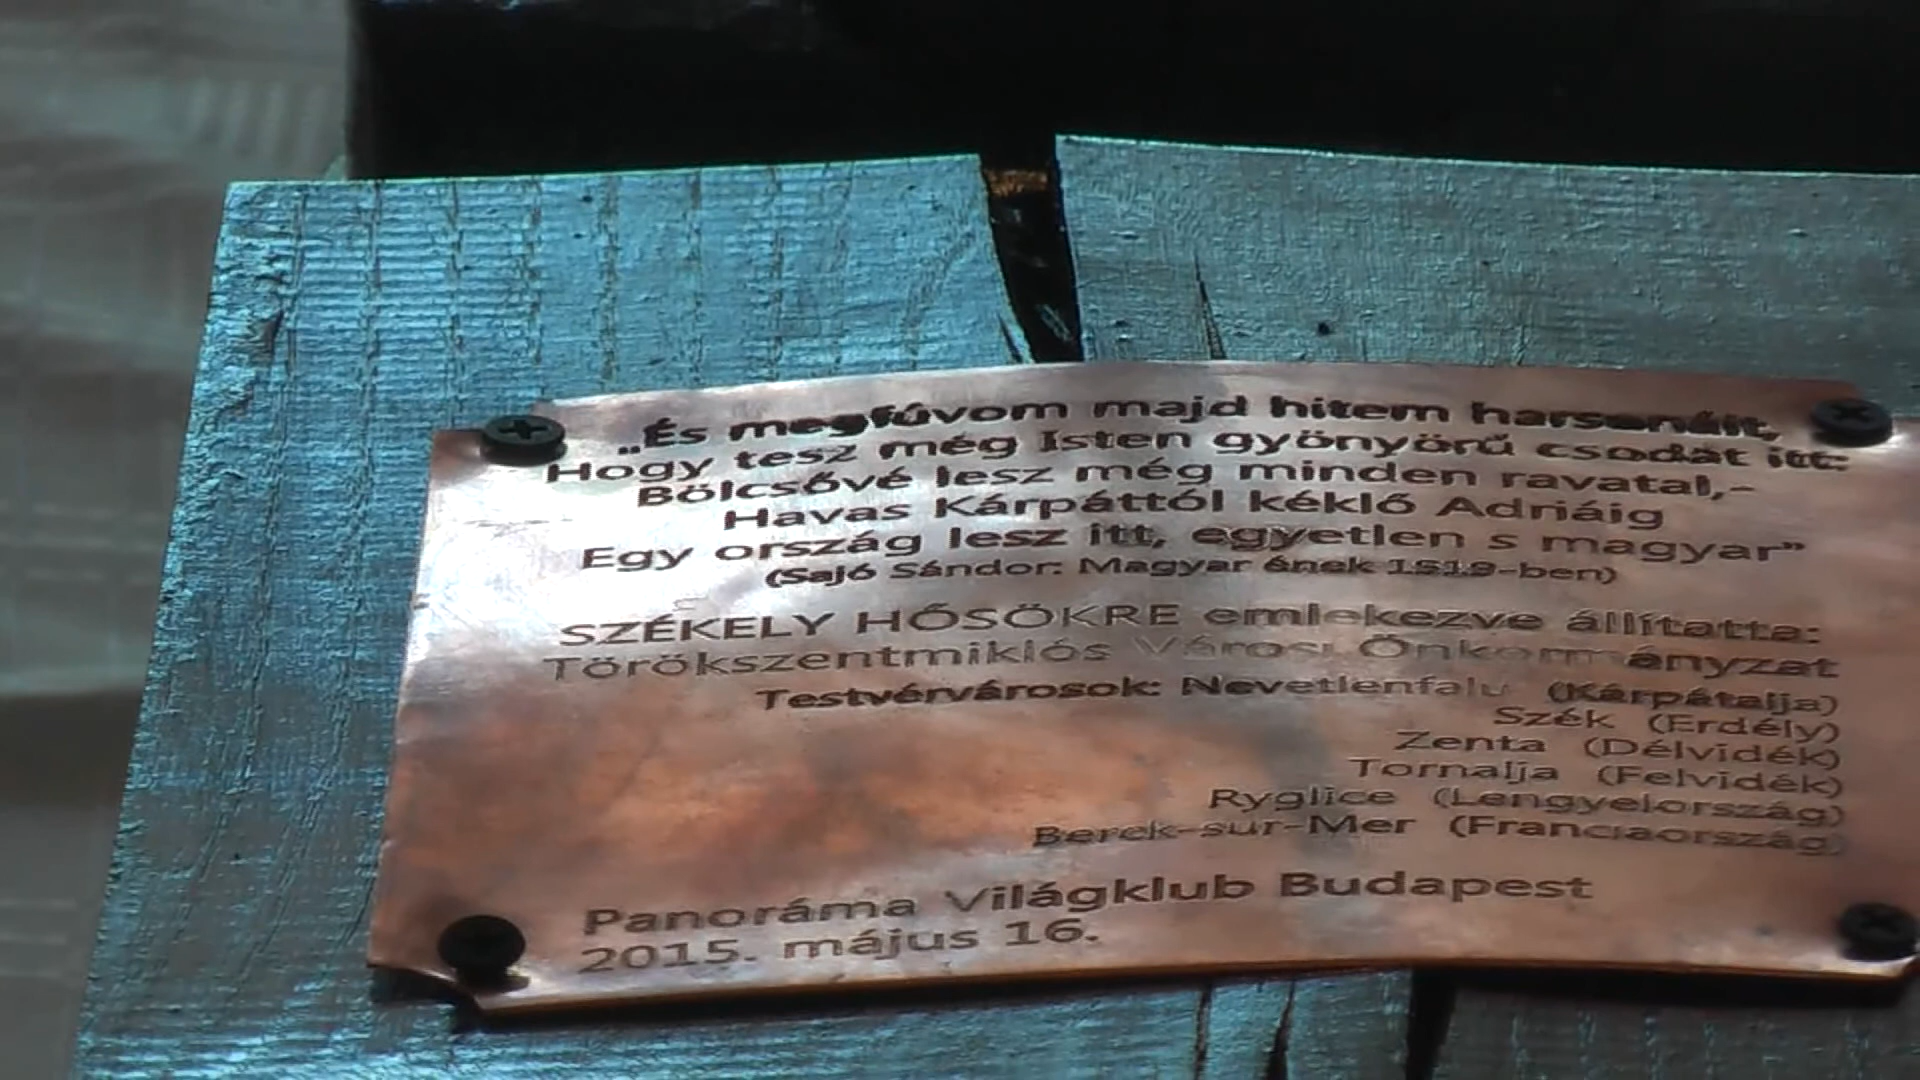 „És megfúvom majd hitem harsonáit,
Hogy tesz még Isten gyönyörű csodát itt:
Bölcsővé lesz még minden ravatal,–
Havas Kárpáttól kéklő Adriáig
Egy ország lesz itt, egyetlen s magyar”
(Sajó Sándor: Magyar ének 1919-ben)
SZÉKELY HŐSÖKRE emlekezve állította:
Törökszentmiklós Városi Önkormányzat
Testvérvárosok: Nevetlenfalu (Kárpátalja)
Szék (Erdély)
Zenta (Délvidék)
Tornalja (Felvidék)
Ryglice (Lengyelország)
Berek-sur-Mer (Franciaország)
Panoráma Világklub Budapest
2015. május 16.